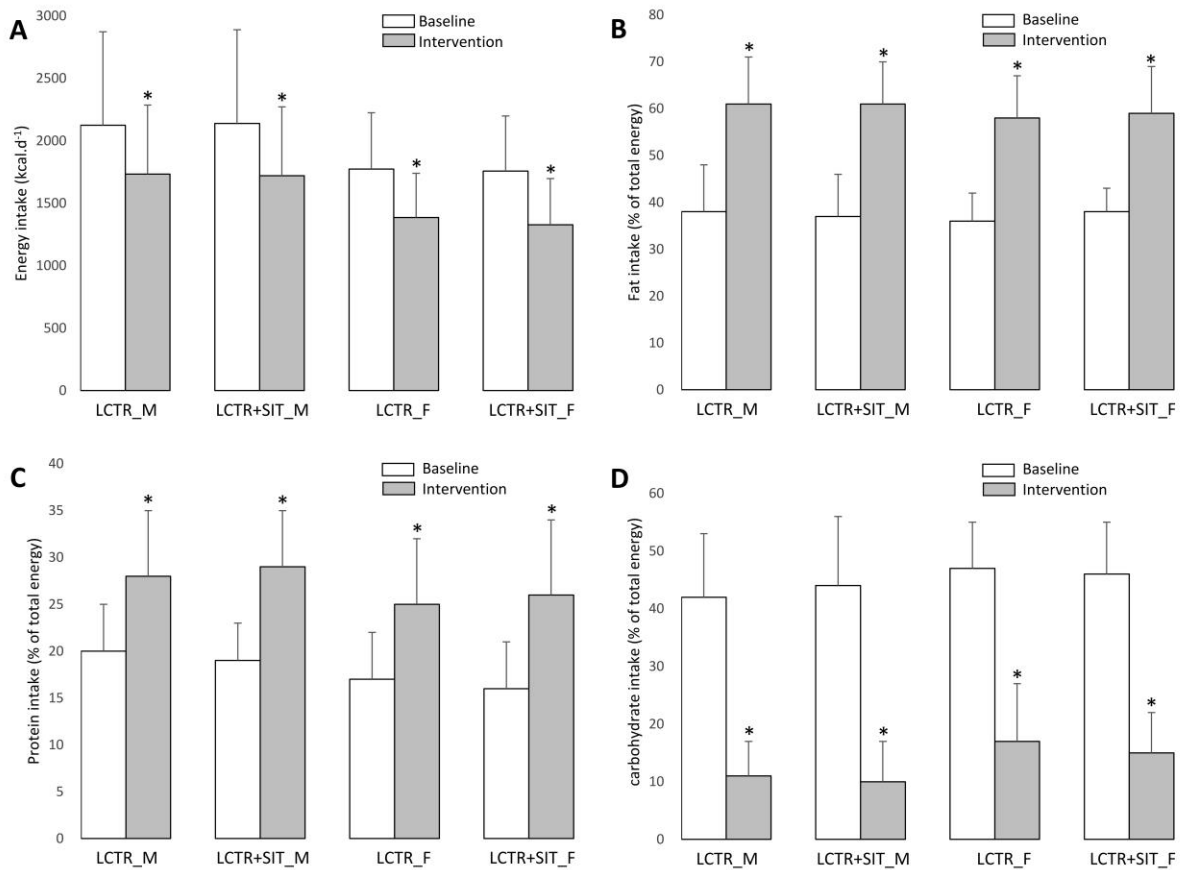 A
Energy intake (kcal.d⁻¹)
3000
2500
2000
1500
1000
500
0
Baseline
Intervention
* * * *
LCTR_M LCTR+SIT_M LCTR_F LCTR+SIT_F
B
Fat intake (% of total energy)
80
70
60
50
40
30
20
10
0
Baseline
Intervention
* * * *
LCTR_M LCTR+SIT_M LCTR_F LCTR+SIT_F
C
Protein intake (% of total energy)
40
35
30
25
20
15
10
5
0
Baseline
Intervention
* * * *
LCTR_M LCTR+SIT_M LCTR_F LCTR+SIT_F
D
carbohydrate intake (% of total energy)
60
50
40
30
20
10
0
Baseline
Intervention
* * * *
LCTR_M LCTR+SIT_M LCTR_F LCTR+SIT_F